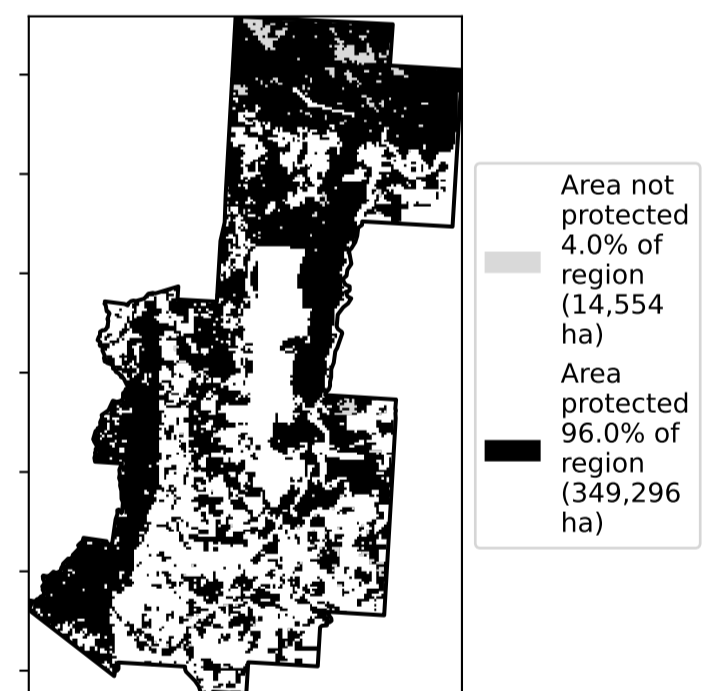 Area not
protected
4.0% of
region
(14,554
ha)
Area
protected
96.0% of
region
(349,296
ha)